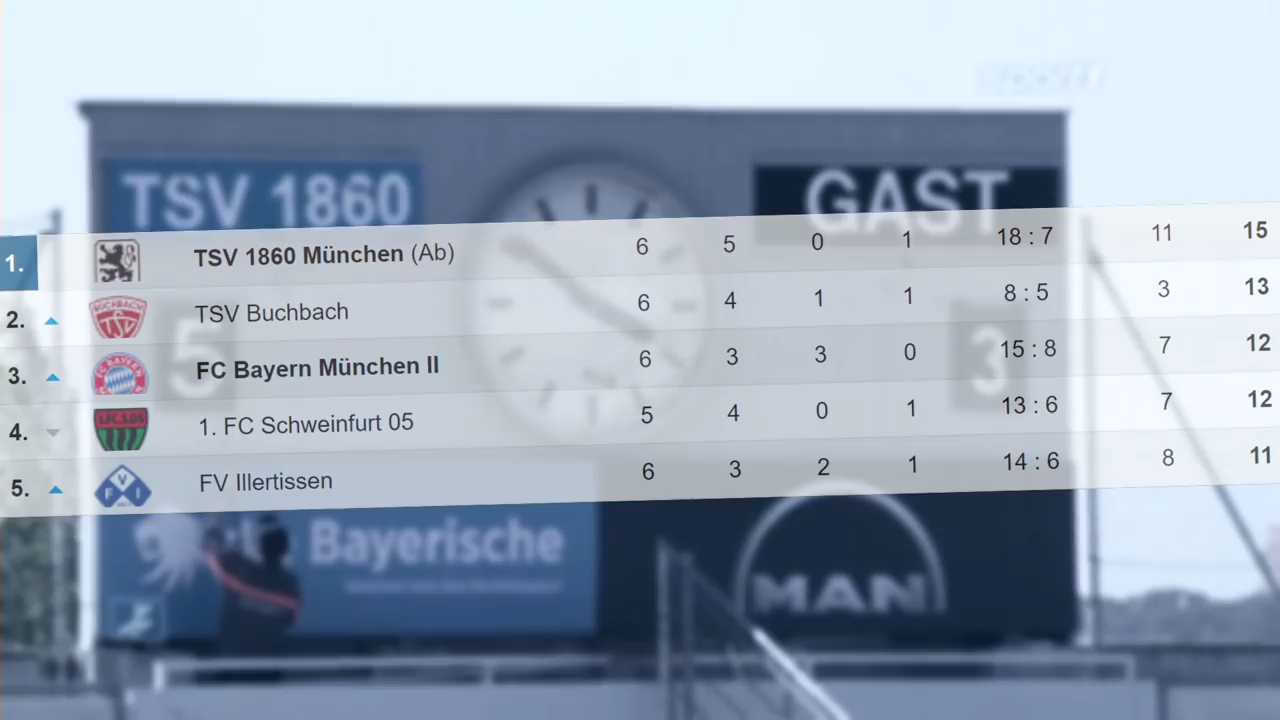 TSV 1860 GAST
1. TSV 1860 München (Ab) 6 5 0 1 18 : 7 11 15
2. TSV Buchbach 6 4 1 1 8 : 5 3 13
3. FC Bayern München II 6 3 3 0 15 : 8 7 12
4. 1. FC Schweinfurt 05 5 4 0 1 13 : 6 7 12
5. FV Illertissen 6 3 2 1 14 : 6 8 11
5 3
Bayerische
MAN